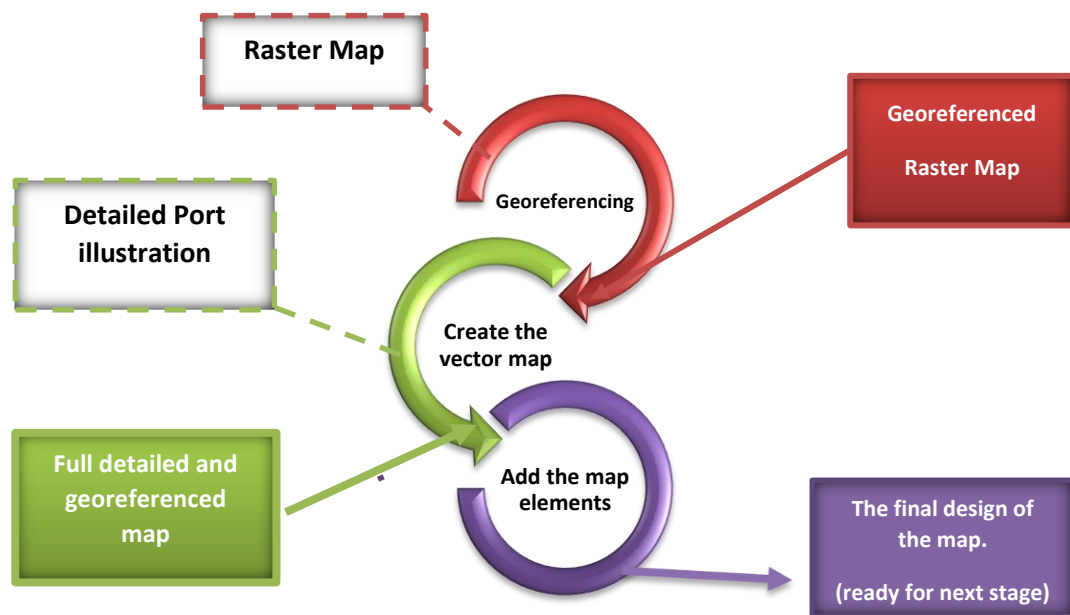 Raster Map
Georeferenced
Raster Map
Georeferencing
Detailed Port
illustration
Create the
vector map
Full detailed and
georeferenced
map
Add the map
elements
The final design of
the map.
(ready for next stage)